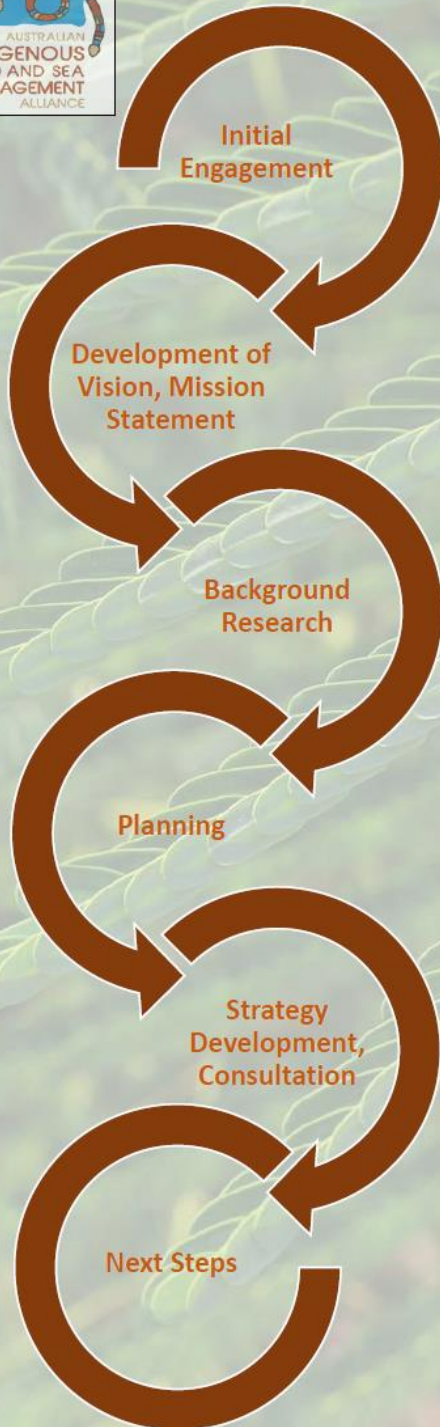 AUSTRALIAN
GENOUS
AND SEA
AGEMENT
ALLIANCE
Initial
Engagement
Development of
Vision, Mission
Statement
Background
Research
Planning
Strategy
Development,
Consultation
Next Steps